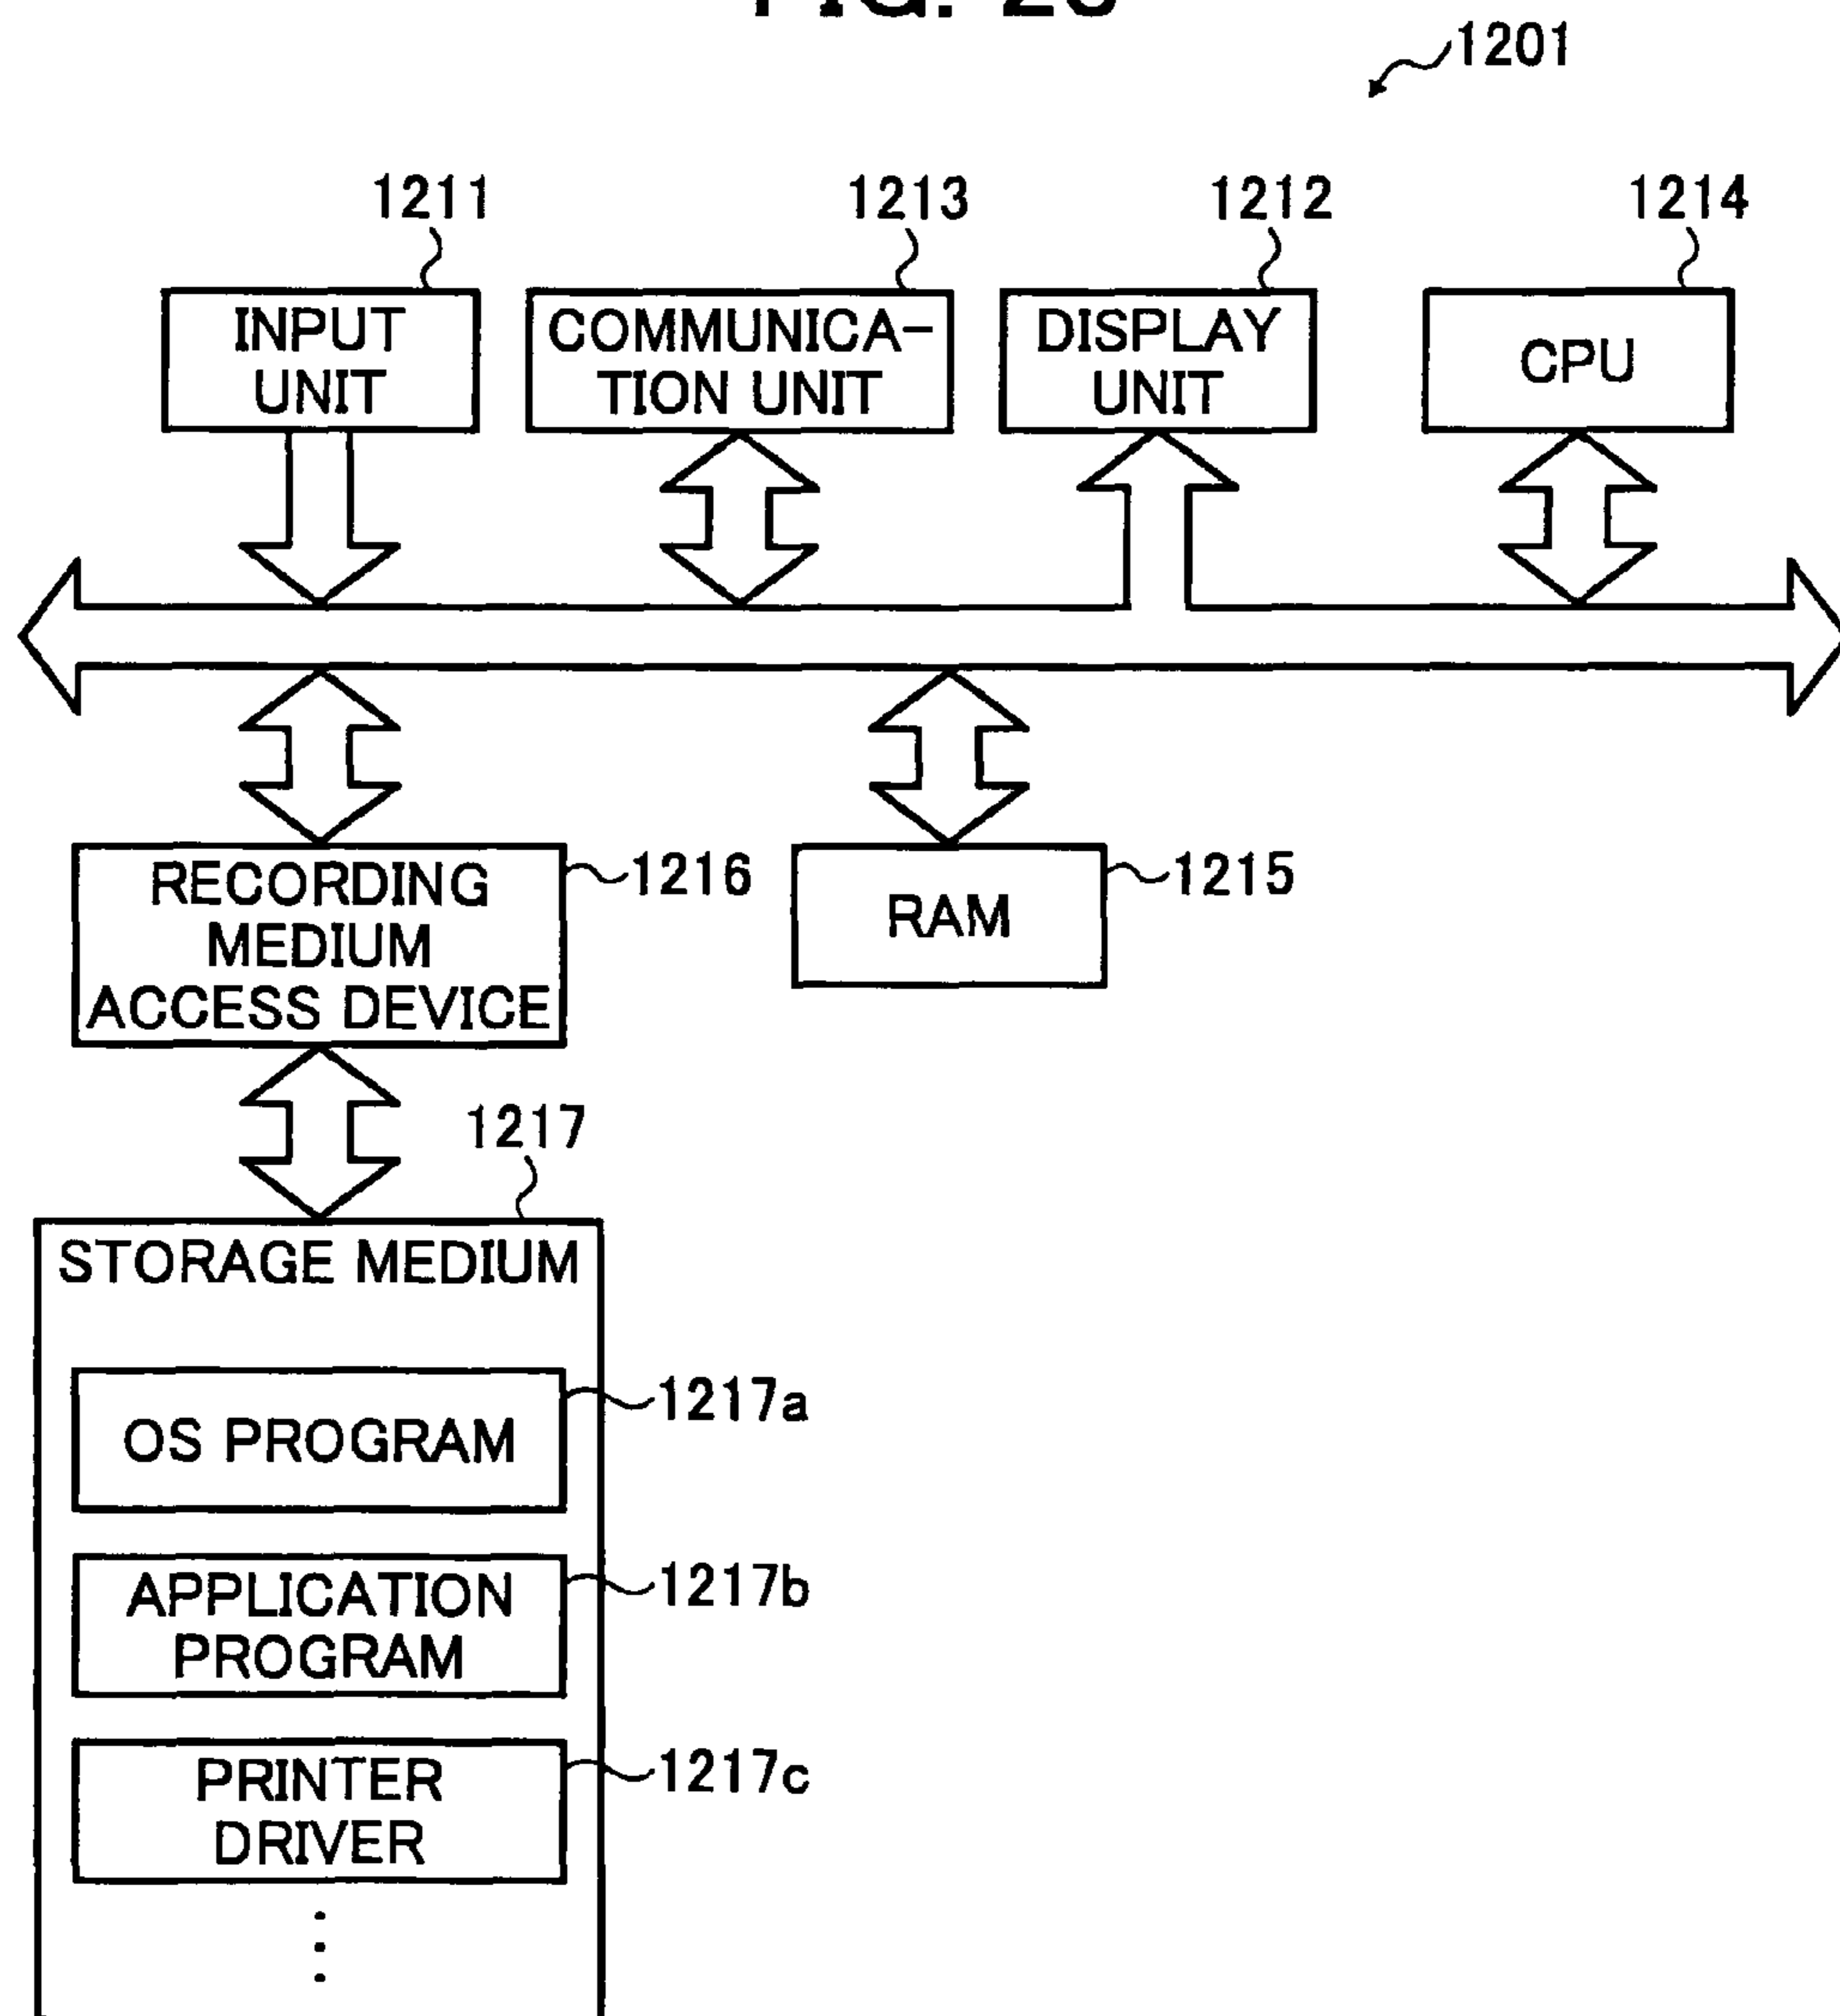 1201
1211
1213
1212
1214
INPUT
UNIT
COMMUNICA-
TION UNIT
DISPLAY
UNIT
CPU
RECORDING
MEDIUM
ACCESS DEVICE
1216
RAM
1215
1217
STORAGE MEDIUM
OS PROGRAM
1217a
APPLICATION
PROGRAM
1217b
PRINTER
DRIVER
1217c